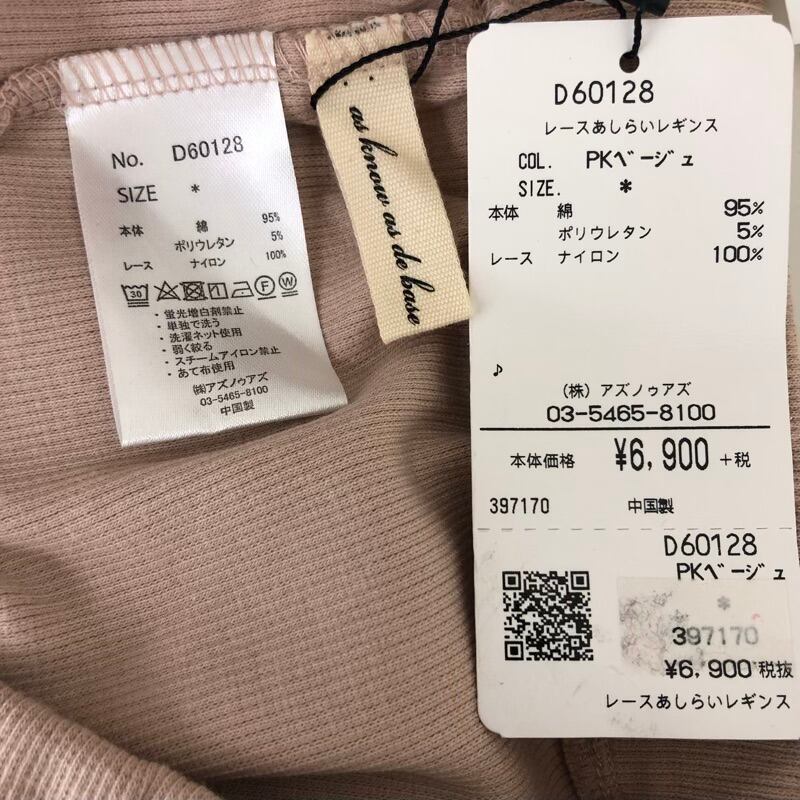 No. D60128
SIZE *
本体 綿 95%
ポリウレタン 5%
レース ナイロン 100%
30 F W
・蛍光増白剤禁止
・単独で洗う
・洗濯ネット使用
・弱く絞る
・スチームアイロン禁止
・あて布使用
㈱アズノゥアズ
03-5465-8100
中国製
as know as de base
D60128
レースあしらいレギンス
COL. PKベージュ
SIZE. *
本体 綿 95%
ポリウレタン 5%
レース ナイロン 100%
♪
(株) アズノゥアズ
03-5465-8100
本体価格 ¥6,900 +税
397170 中国製
D60128
PKベージュ
*
397170
¥6,900税抜
レースあしらいレギンス